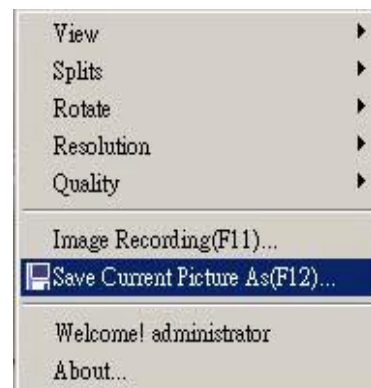 View
Splits
Rotate
Resolution
Quality
Image Recording(F11)...
Save Current Picture As(F12)...
Welcome! administrator
About...